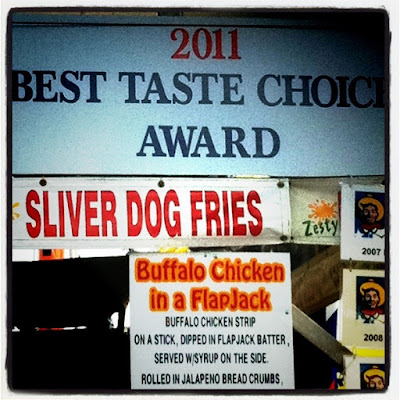 2011
BEST TASTE CHOICE
AWARD
SLIVER DOG FRIES
Zesty
2007
Buffalo Chicken
in a FlapJack
BUFFALO CHICKEN STRIP
ON A STICK, DIPPED IN FLAPJACK BATTER,
SERVED W/SYRUP ON THE SIDE.
ROLLED IN JALAPENO BREAD CRUMBS,
2008